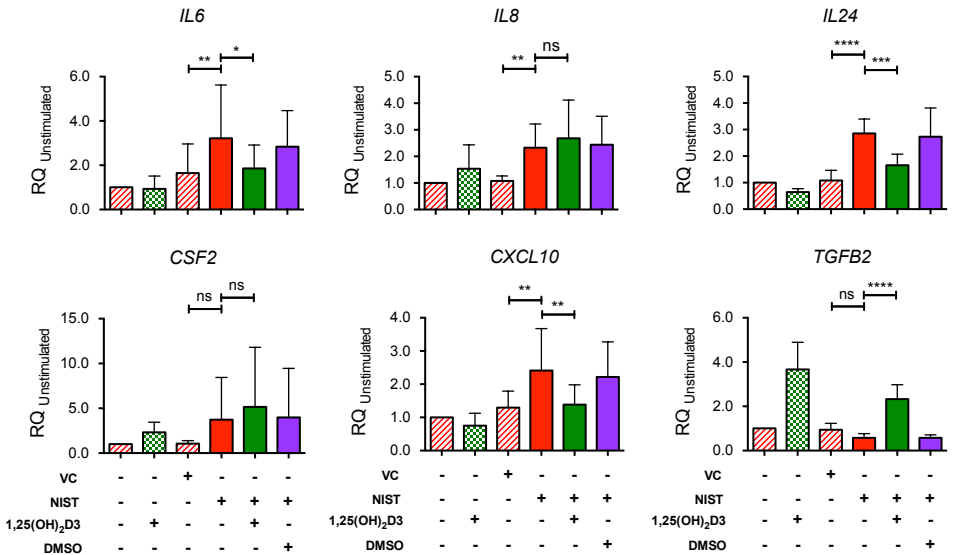 IL6
IL8
IL24
** *
** ns
**** ***
RQ Unstimulated
6.0
4.0
2.0
0.0
RQ Unstimulated
5.0
4.0
3.0
2.0
1.0
0.0
RQ Unstimulated
5.0
4.0
3.0
2.0
1.0
0.0
CSF2
CXCL10
TGFB2
ns ns
** **
ns ****
RQ Unstimulated
15.0
10.0
5.0
0.0
RQ Unstimulated
4.0
3.0
2.0
1.0
0.0
RQ Unstimulated
6.0
4.0
2.0
0.0
VC - - + - - -
NIST - - - + + +
1,25(OH)₂D3 - + - - + -
DMSO - - - - - +
VC - - + - - -
NIST - - - + + +
1,25(OH)₂D3 - + - - + -
DMSO - - - - - +
VC - - + - - -
NIST - - - + + +
1,25(OH)₂D3 - + - - + -
DMSO - - - - - +